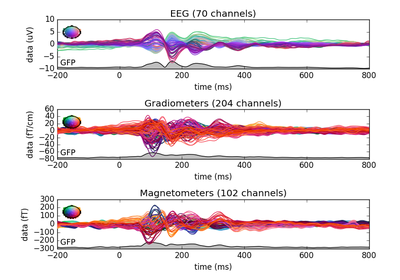 EEG (70 channels)
10
5
0
−5
−10
data (uV)
GFP
−200 0 200 400 600 800
time (ms)
Gradiometers (204 channels)
60
40
20
0
−20
−40
−60
−80
data (fT/cm)
GFP
−200 0 200 400 600 800
time (ms)
Magnetometers (102 channels)
300
200
100
0
−100
−200
−300
data (fT)
GFP
−200 0 200 400 600 800
time (ms)